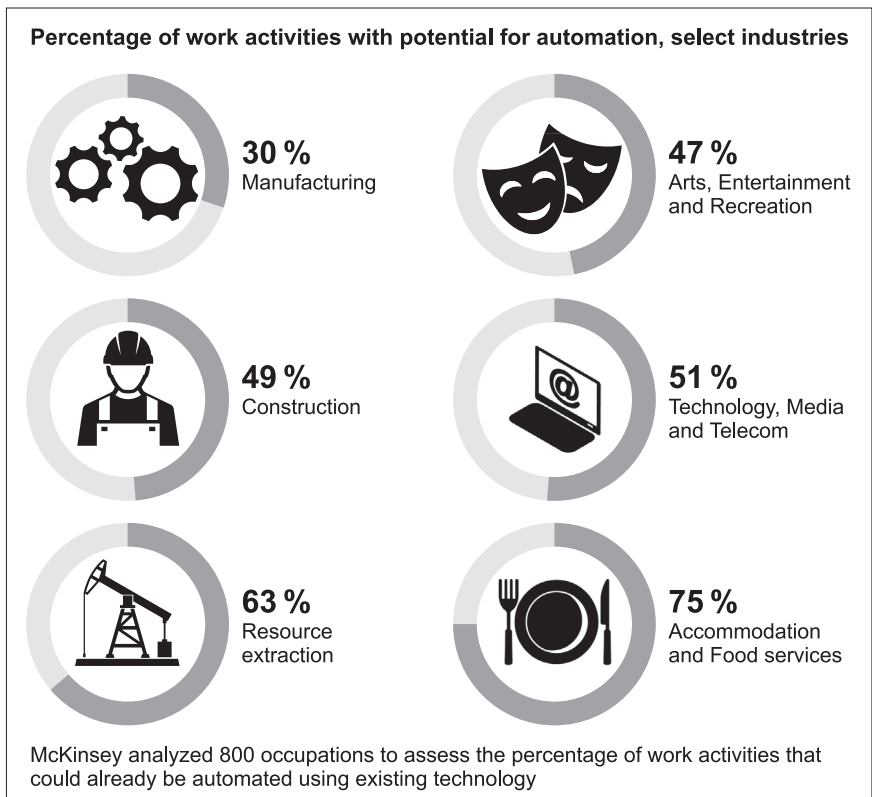 Percentage of work activities with potential for automation, select industries
30 %
Manufacturing
47 %
Arts, Entertainment
and Recreation
49 %
Construction
@
51 %
Technology, Media
and Telecom
63 %
Resource
extraction
75 %
Accommodation
and Food services
McKinsey analyzed 800 occupations to assess the percentage of work activities that
could already be automated using existing technology